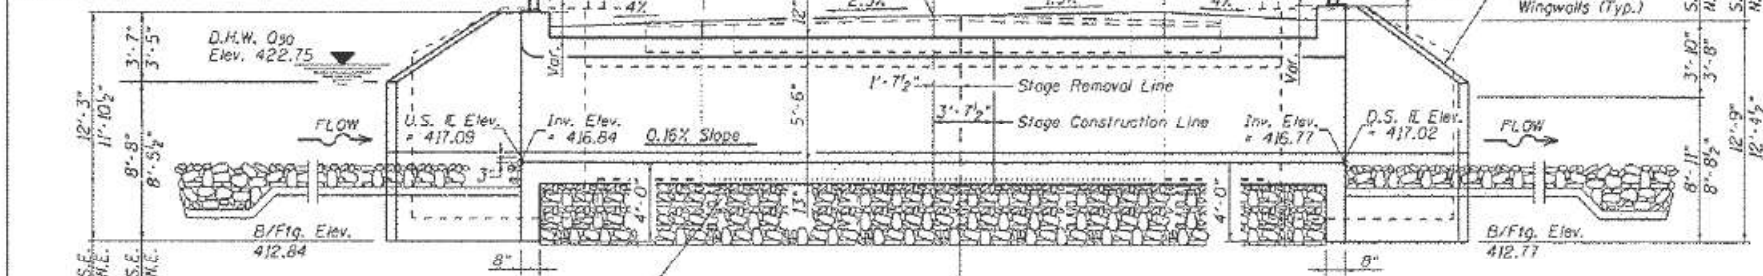 4%
2.5%
1.5%
4%
Wingwalls (Typ.)
3'-7"
3'-5"
D.H.W. Q50
Elev. 422.75
Var.
12"
Var.
3'-10"
3'-8"
12'-3"
11'-10½"
1'-7½"
Stage Removal Line
5'-6"
3'-7½"
Stage Construction Line
FLOW
U.S. ℄ Elev.
= 417.09
Inv. Elev.
= 416.84
0.16% Slope
Inv. Elev.
= 416.77
D.S. ℄ Elev.
= 417.02
FLOW
12'-9"
12'-4½"
8'-8"
8'-5½"
3"
4'-0"
13"
4'-0"
8'-11"
8'-8½"
B/Ftg. Elev.
412.84
B/Ftg. Elev.
412.77
S.E.
N.E.
S.E.
N.E.
8"
8"